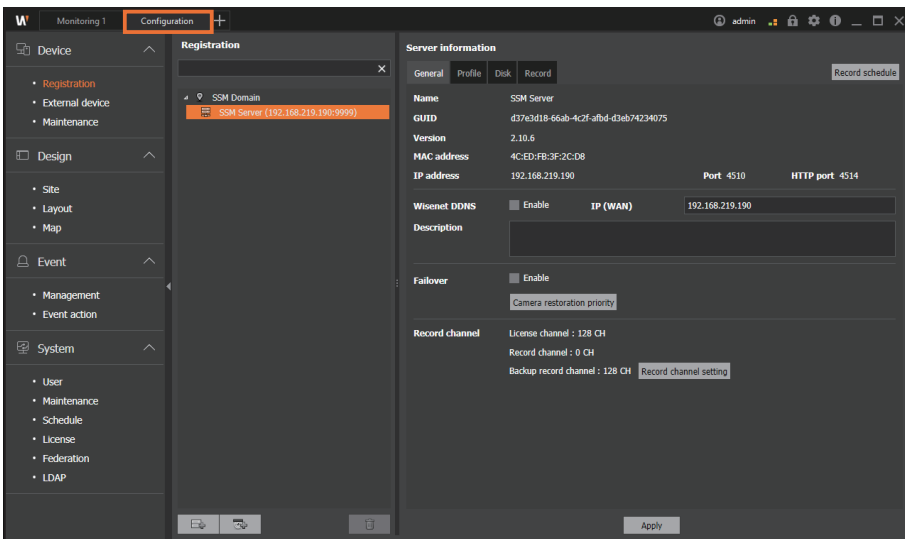 W Monitoring 1 Configuration admin
Device
• Registration
• External device
• Maintenance
Design
• Site
• Layout
• Map
Event
• Management
• Event action
System
• User
• Maintenance
• Schedule
• License
• Federation
• LDAP
Registration
SSM Domain
SSM Server (192.168.219.190:9999)
Server information
General Profile Disk Record Record schedule
Name SSM Server
GUID d37e3d18-66ab-4c2f-afbd-d3eb74234075
Version 2.10.6
MAC address 4C:ED:FB:3F:2C:D8
IP address 192.168.219.190 Port 4510 HTTP port 4514
Wisenet DDNS Enable IP (WAN) 192.168.219.190
Description
Failover Enable
Camera restoration priority
Record channel License channel : 128 CH
Record channel : 0 CH
Backup record channel : 128 CH Record channel setting
Apply